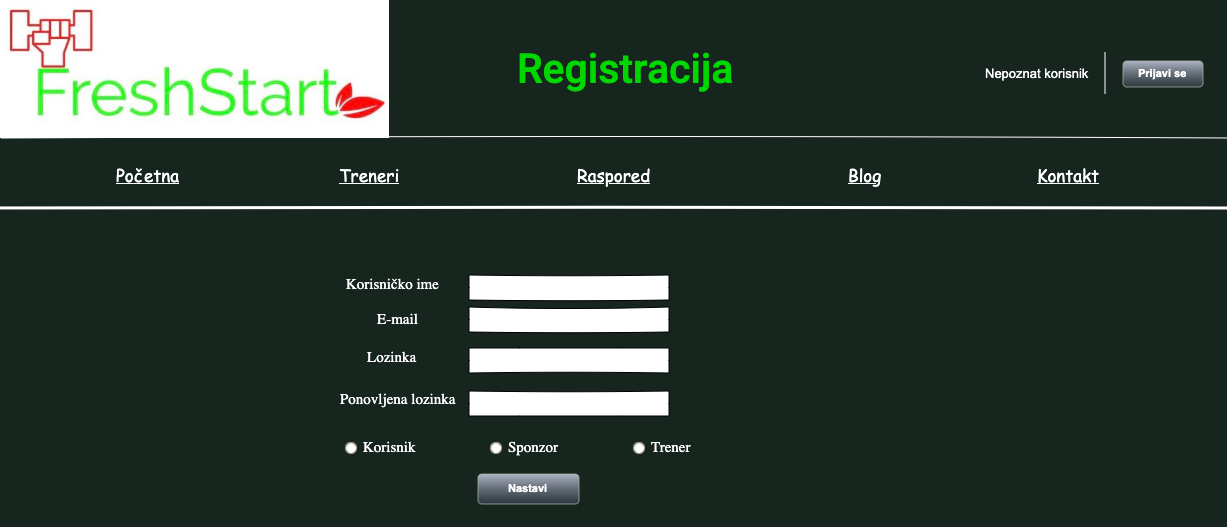 FreshStart
Registracija
Nepoznat korisnik
Prijavi se
Početna Treneri Raspored Blog Kontakt
Korisničko ime
E-mail
Lozinka
Ponovljena lozinka
Korisnik Sponzor Trener
Nastavi